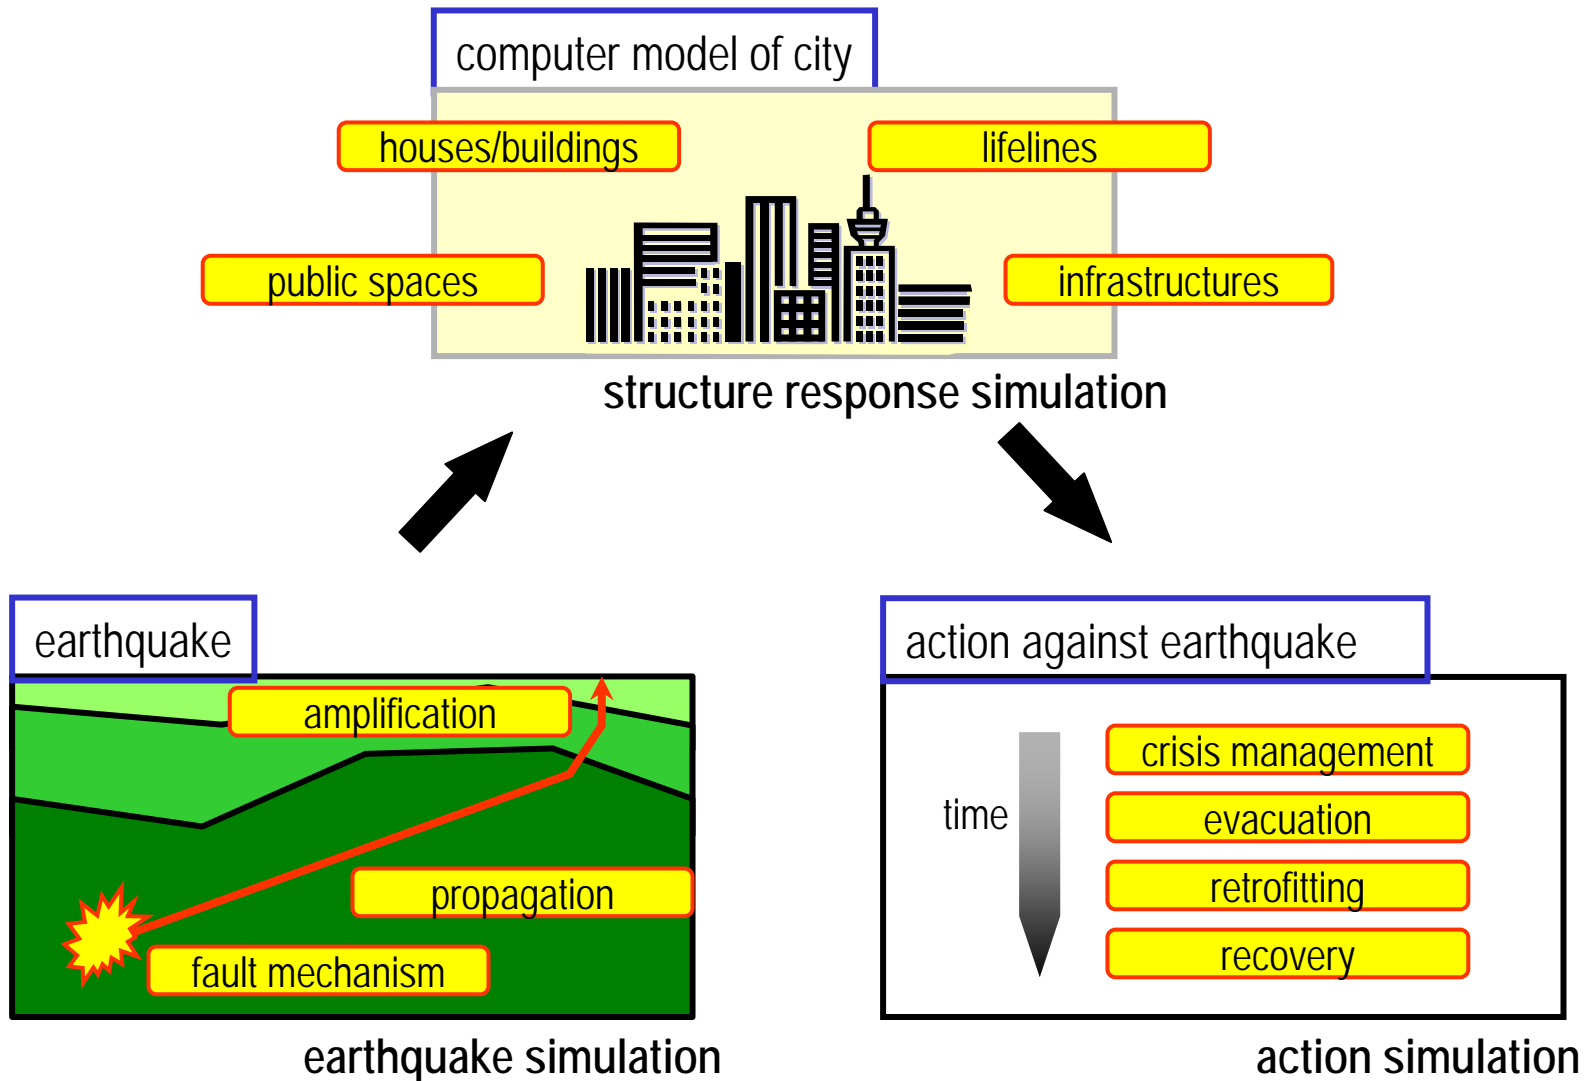 computer model of city
houses/buildings
lifelines
public spaces
infrastructures
structure response simulation
earthquake
amplification
propagation
fault mechanism
earthquake simulation
action against earthquake
time
crisis management
evacuation
retrofitting
recovery
action simulation